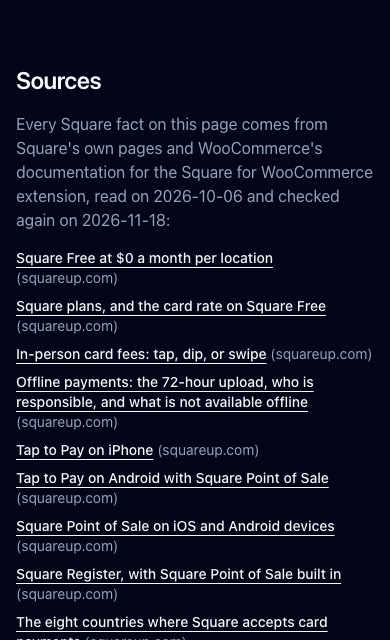 Sources
Every Square fact on this page comes from
Square's own pages and WooCommerce's
documentation for the Square for WooCommerce
extension, read on 2026-10-06 and checked
again on 2026-11-18:
Square Free at $0 a month per location
(squareup.com)
Square plans, and the card rate on Square Free
(squareup.com)
In-person card fees: tap, dip, or swipe (squareup.com)
Offline payments: the 72-hour upload, who is
responsible, and what is not available offline
(squareup.com)
Tap to Pay on iPhone (squareup.com)
Tap to Pay on Android with Square Point of Sale
(squareup.com)
Square Point of Sale on iOS and Android devices
(squareup.com)
Square Register, with Square Point of Sale built in
(squareup.com)
The eight countries where Square accepts card
payments (squareup.com)